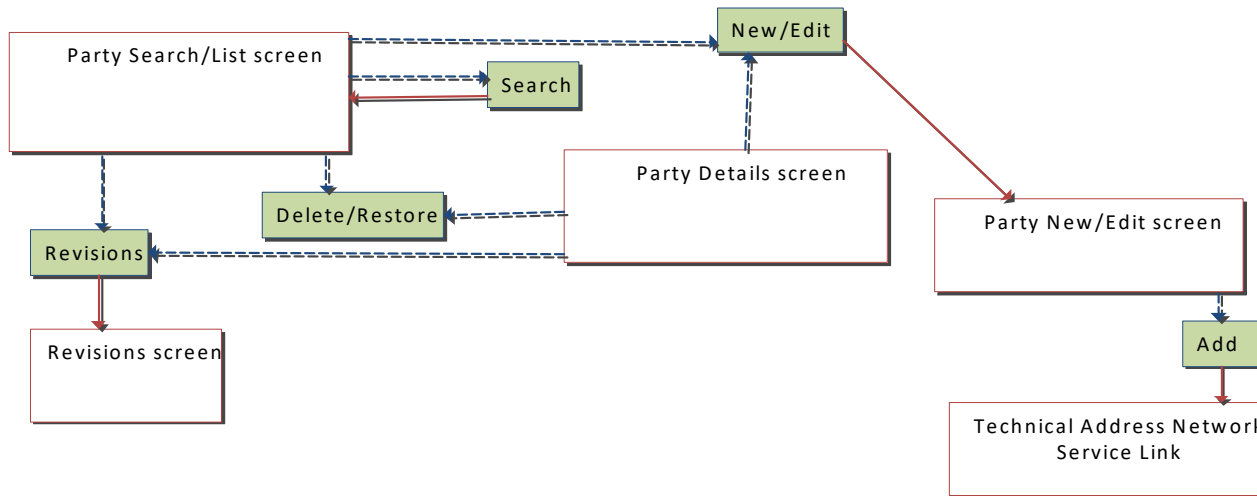 New/Edit
Party Search/List screen
Search
Party Details screen
Delete/Restore
Party New/Edit screen
Revisions
Add
Revisions screen
Technical Address Network
Service Link